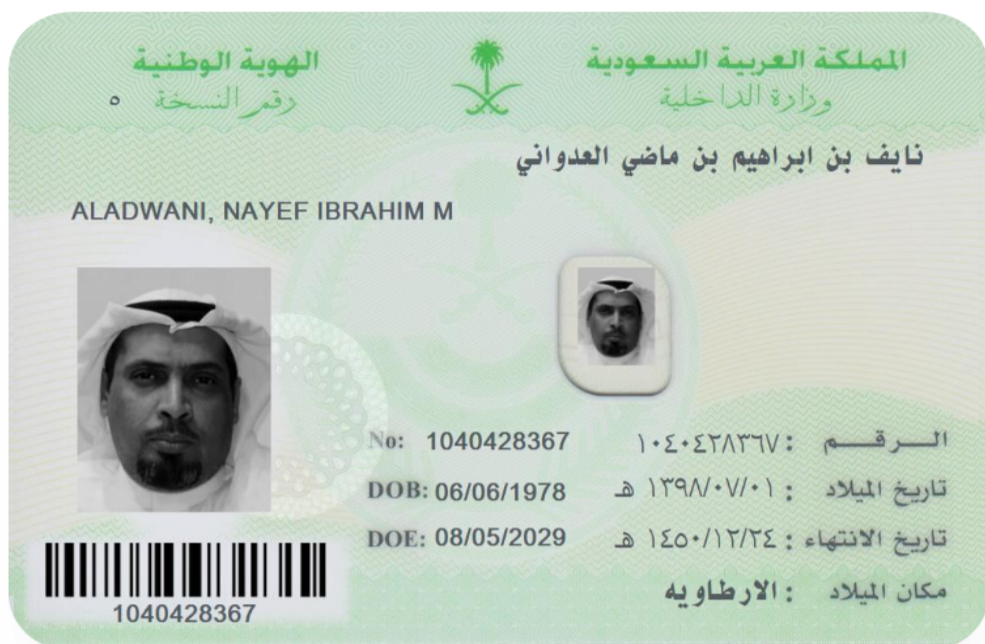 المملكة العربية السعودية
وزارة الداخلية
الهوية الوطنية
رقم النسخة ٥
نايف بن ابراهيم بن ماضي العدواني
ALADWANI, NAYEF IBRAHIM M
الرقم : ١٠٤٠٤٢٨٣٦٧
No: 1040428367
تاريخ الميلاد : ١٣٩٨/٠٧/٠١ هـ
DOB: 06/06/1978
تاريخ الانتهاء : ١٤٥٠/١٢/٢٤ هـ
DOE: 08/05/2029
مكان الميلاد : الارطاويه
1040428367